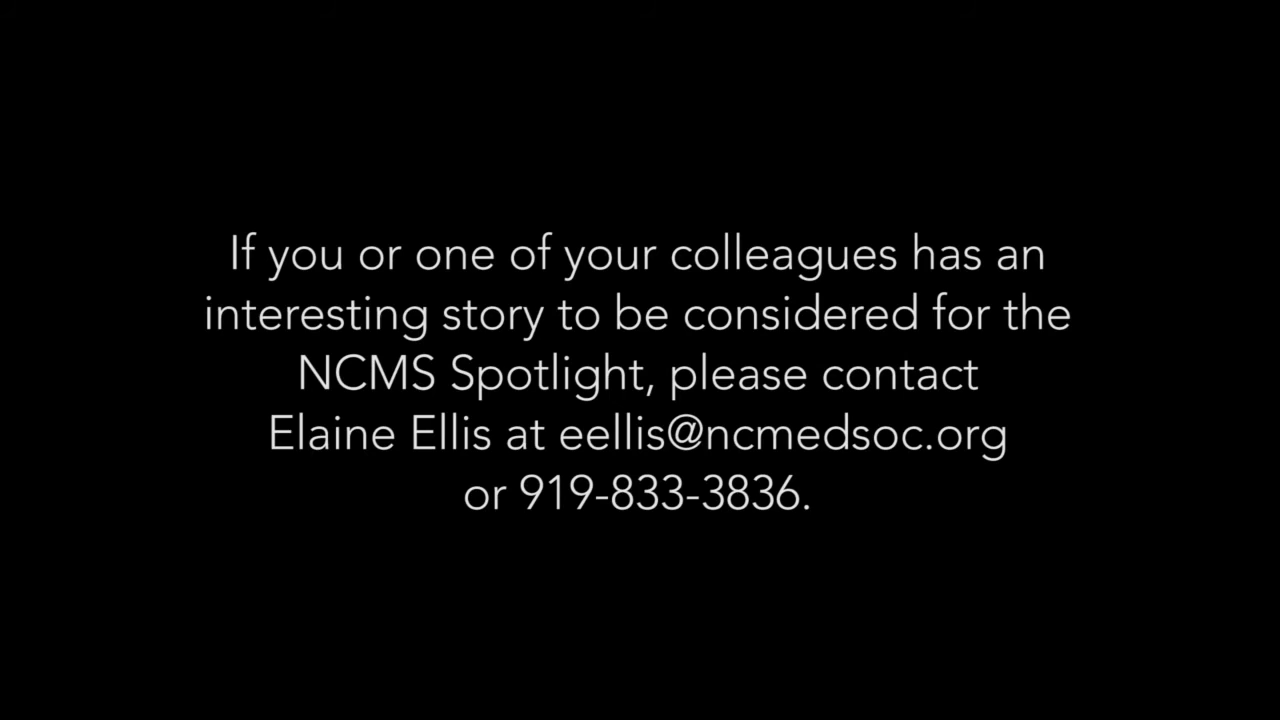 If you or one of your colleagues has an
interesting story to be considered for the
NCMS Spotlight, please contact
Elaine Ellis at eellis@ncmedsoc.org
or 919-833-3836.